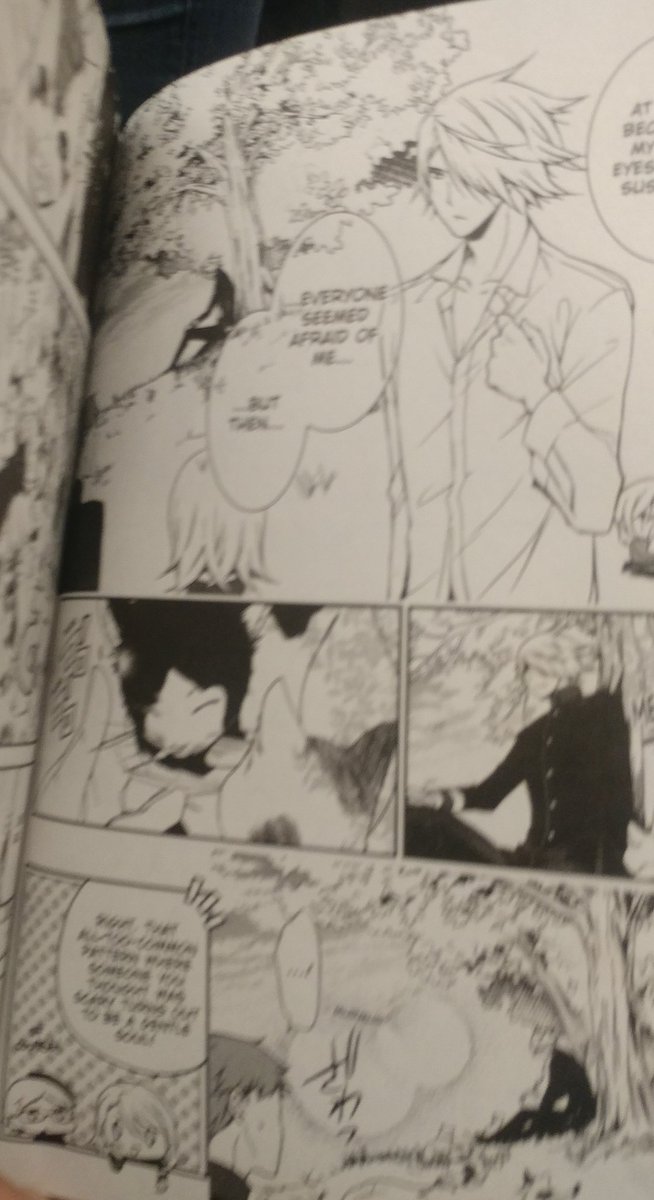 AT
BEC
MY
EYES
SUS
...EVERYONE
SEEMED
AFRAID OF
ME...
...BUT
THEN...
ME
...!
RIGHT, THAT
ALL-TOO-COMMON
PATTERN WHERE
SOMEONE YOU
THOUGHT WAS
SCARY TURNS OUT
TO BE A GENTLE
SOUL!